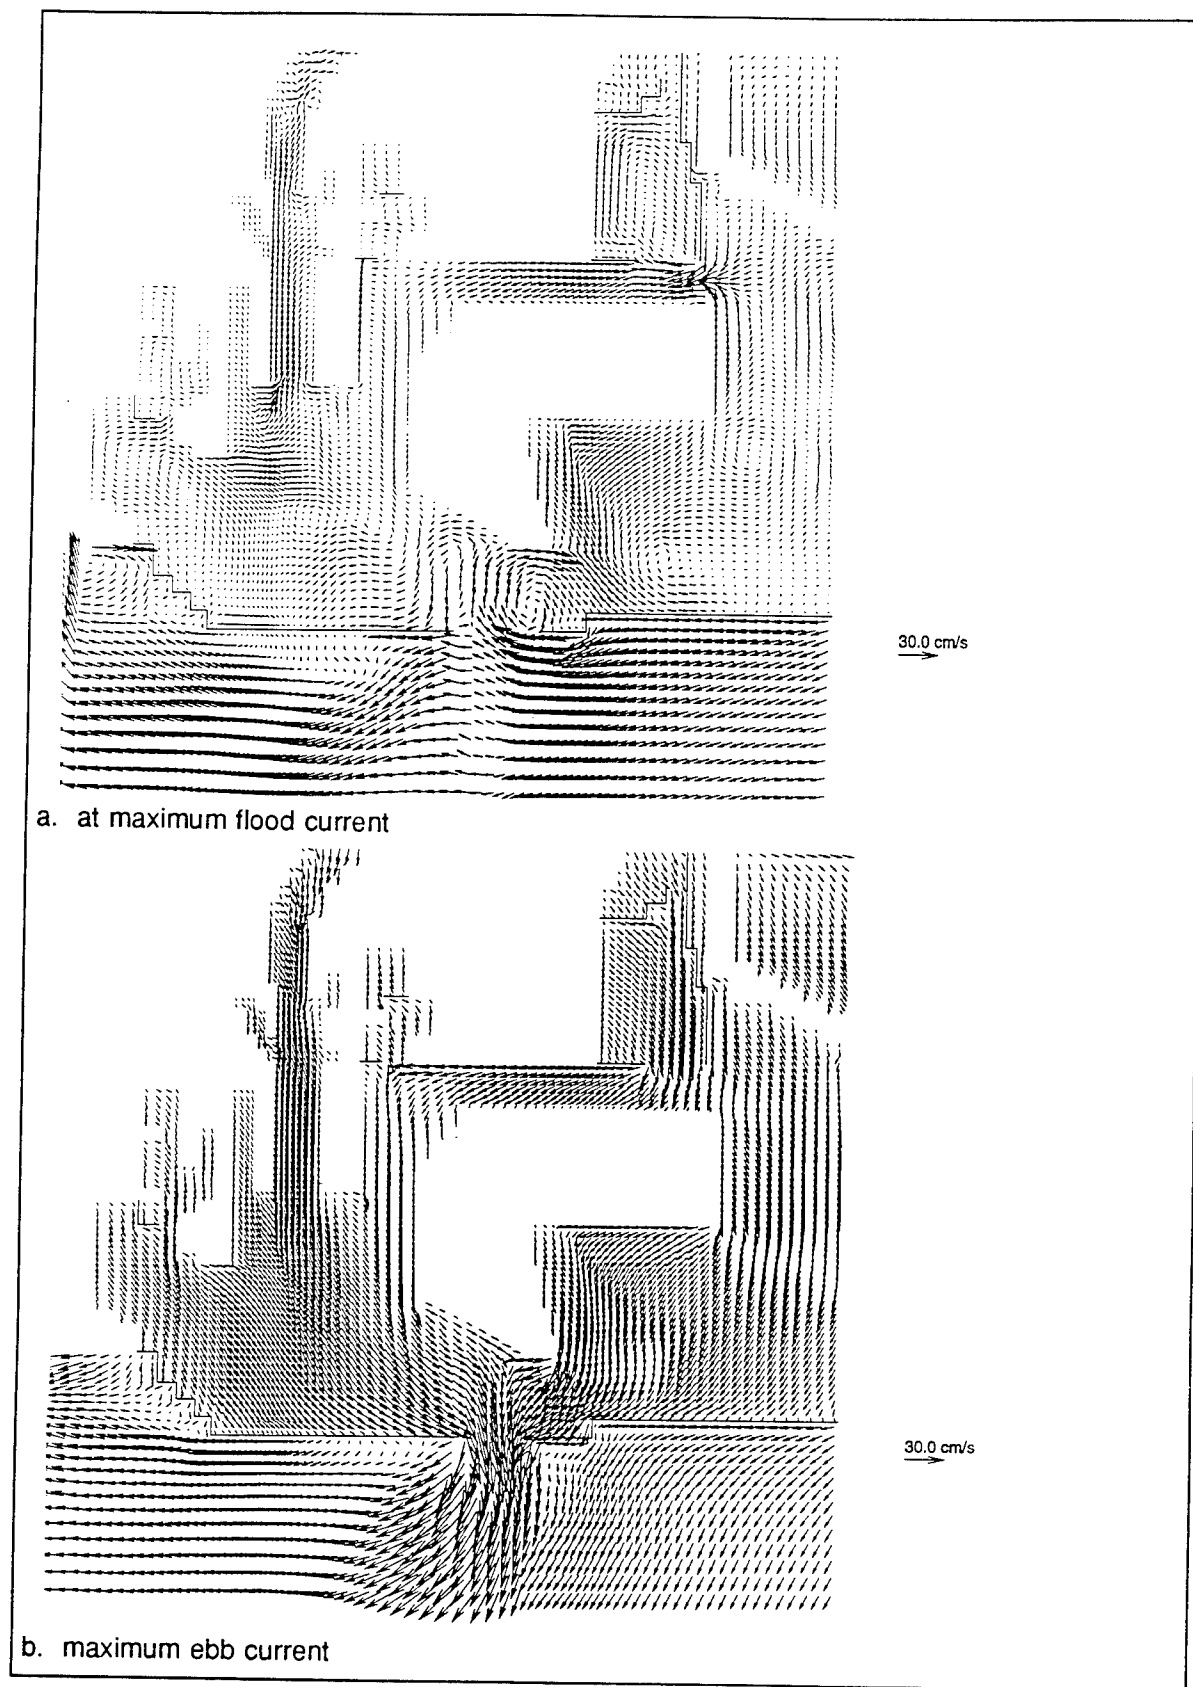 30.0 cm/s
a. at maximum flood current
30.0 cm/s
b. maximum ebb current